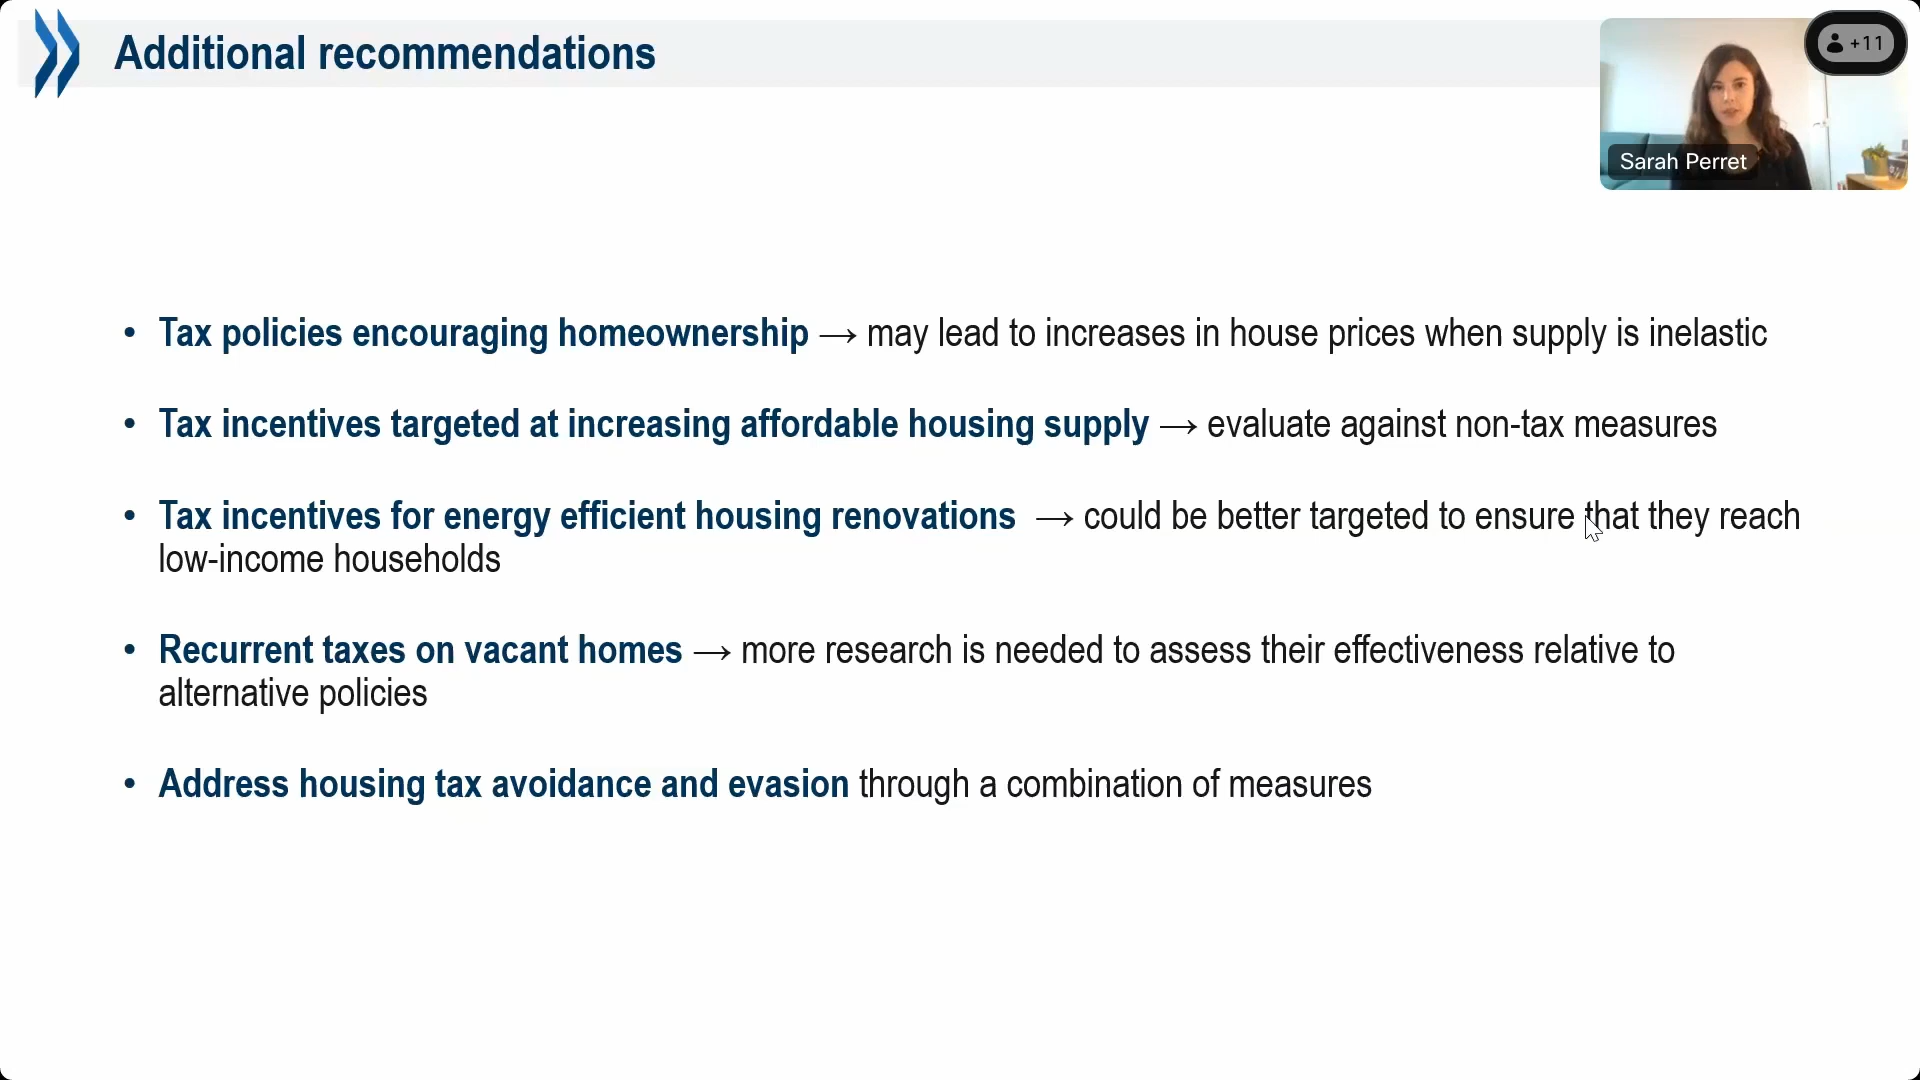 Additional recommendations
+11
Sarah Perret
• Tax policies encouraging homeownership → may lead to increases in house prices when supply is inelastic
• Tax incentives targeted at increasing affordable housing supply → evaluate against non-tax measures
• Tax incentives for energy efficient housing renovations → could be better targeted to ensure that they reach
low-income households
• Recurrent taxes on vacant homes → more research is needed to assess their effectiveness relative to
alternative policies
• Address housing tax avoidance and evasion through a combination of measures